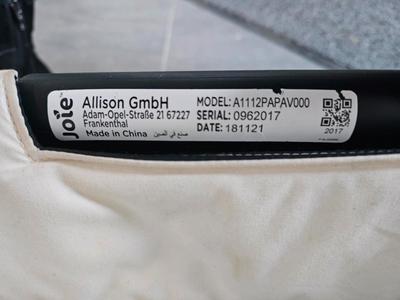 Joie
Allison GmbH
Adam-Opel-Straße 21 67227
Frankenthal
Made in China صنع في الصين
MODEL: A1112PAPAV000
SERIAL: 0962017
DATE: 181121
2017